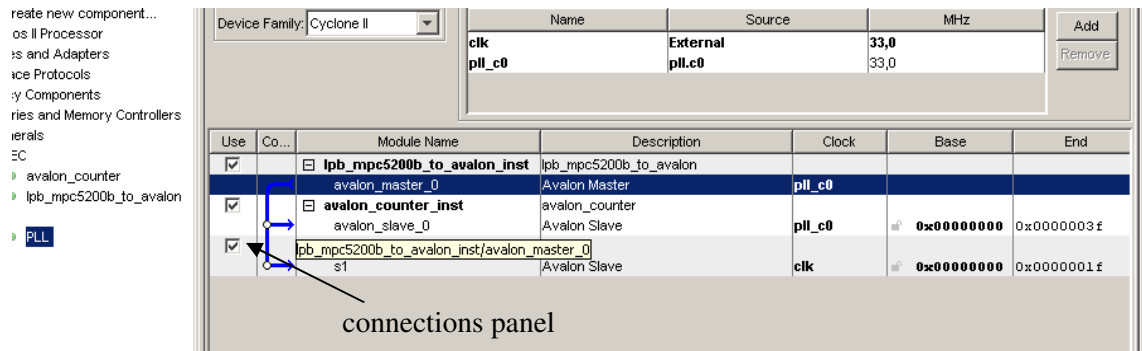 reate new component...
os II Processor
es and Adapters
ace Protocols
y Components
ries and Memory Controllers
erals
EC
avalon_counter
lpb_mpc5200b_to_avalon
PLL
Device Family: Cyclone II
Name Source MHz
clk External 33,0
pll_c0 pll.c0 33,0
Add
Remove
Use Co... Module Name Description Clock Base End
lpb_mpc5200b_to_avalon_inst lpb_mpc5200b_to_avalon
avalon_master_0 Avalon Master pll_c0
avalon_counter_inst avalon_counter
avalon_slave_0 Avalon Slave pll_c0 0x00000000 0x0000003f
lpb_mpc5200b_to_avalon_inst/avalon_master_0
s1 Avalon Slave clk 0x00000000 0x0000001f
connections panel